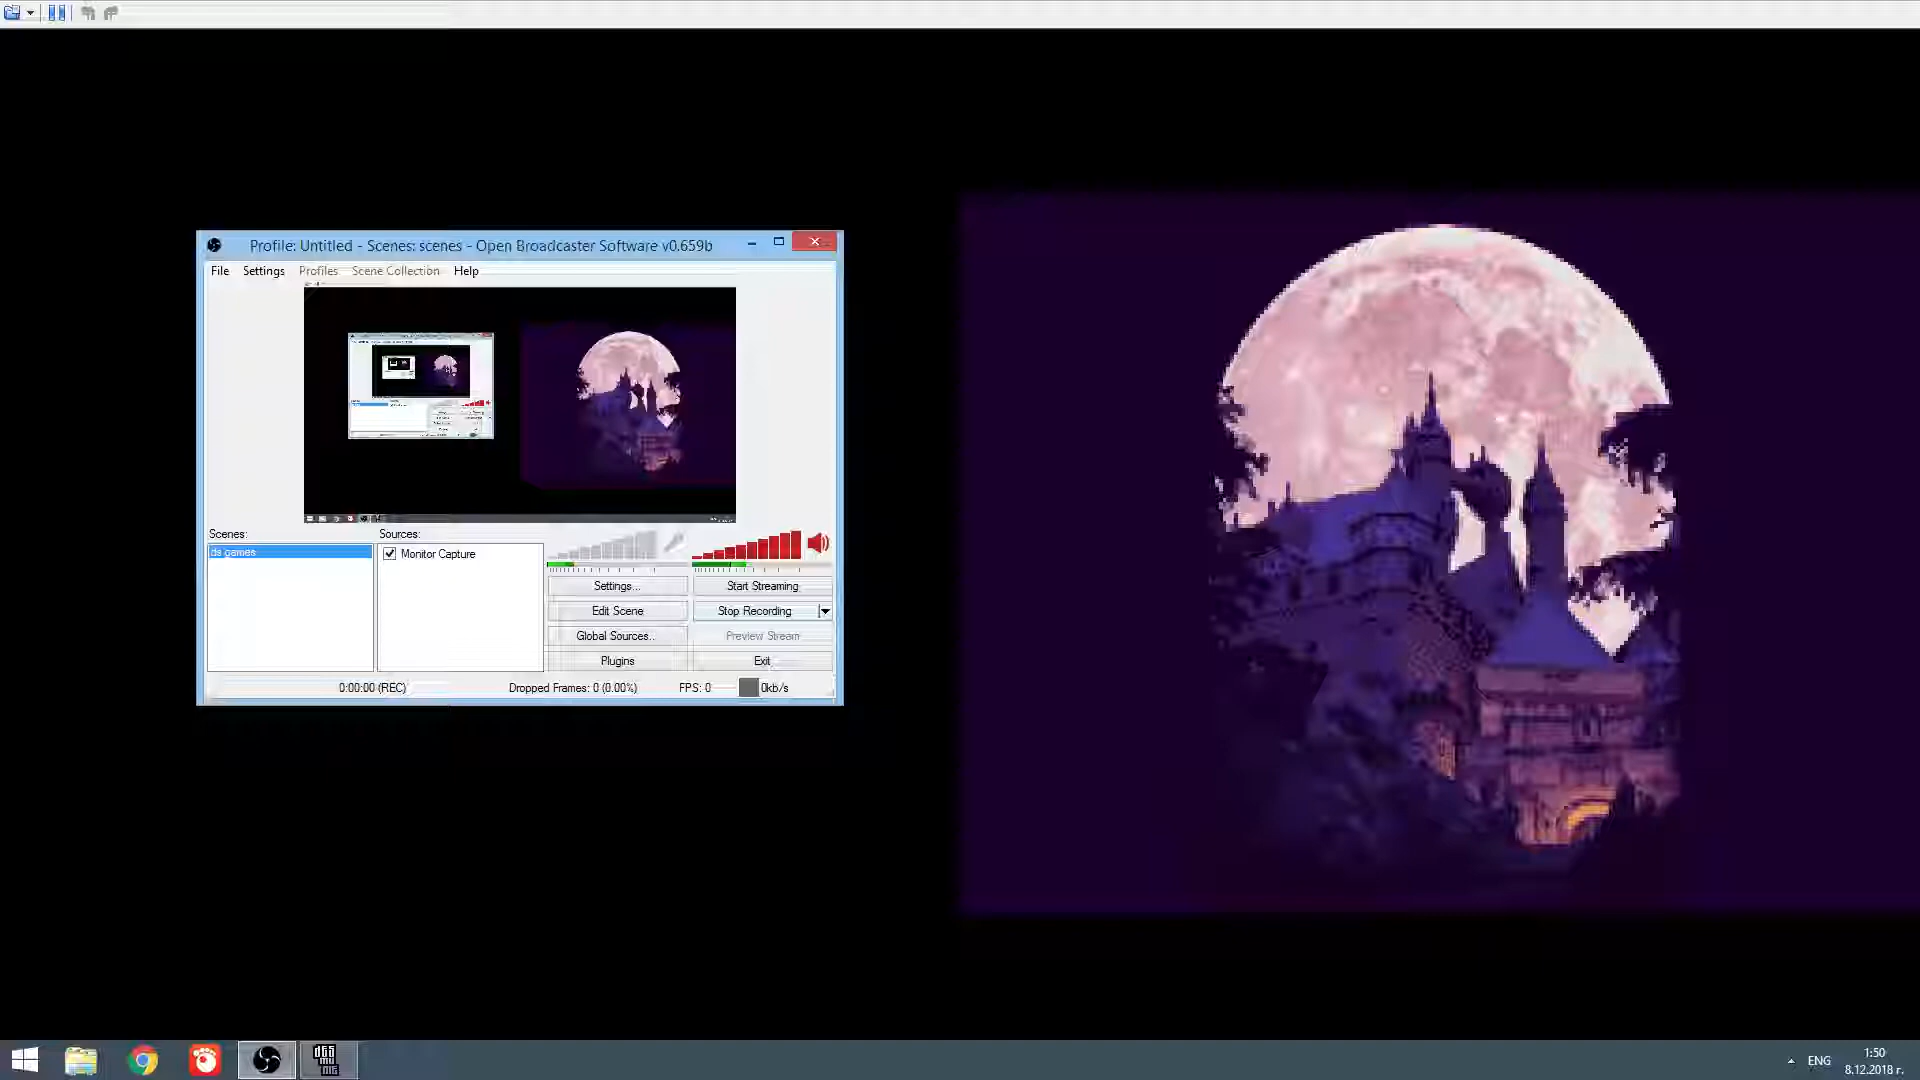 Profile: Untitled - Scenes: scenes - Open Broadcaster Software v0.659b
File Settings Profiles Scene Collection Help
Scenes:
Sources:
ds games
Monitor Capture
Settings...
Start Streaming
Edit Scene
Stop Recording
Global Sources...
Preview Stream
Plugins
Exit
0:00:00 (REC)
Dropped Frames: 0 (0.00%)
FPS: 0
0kb/s
ENG
1:50
8.12.2018 г.